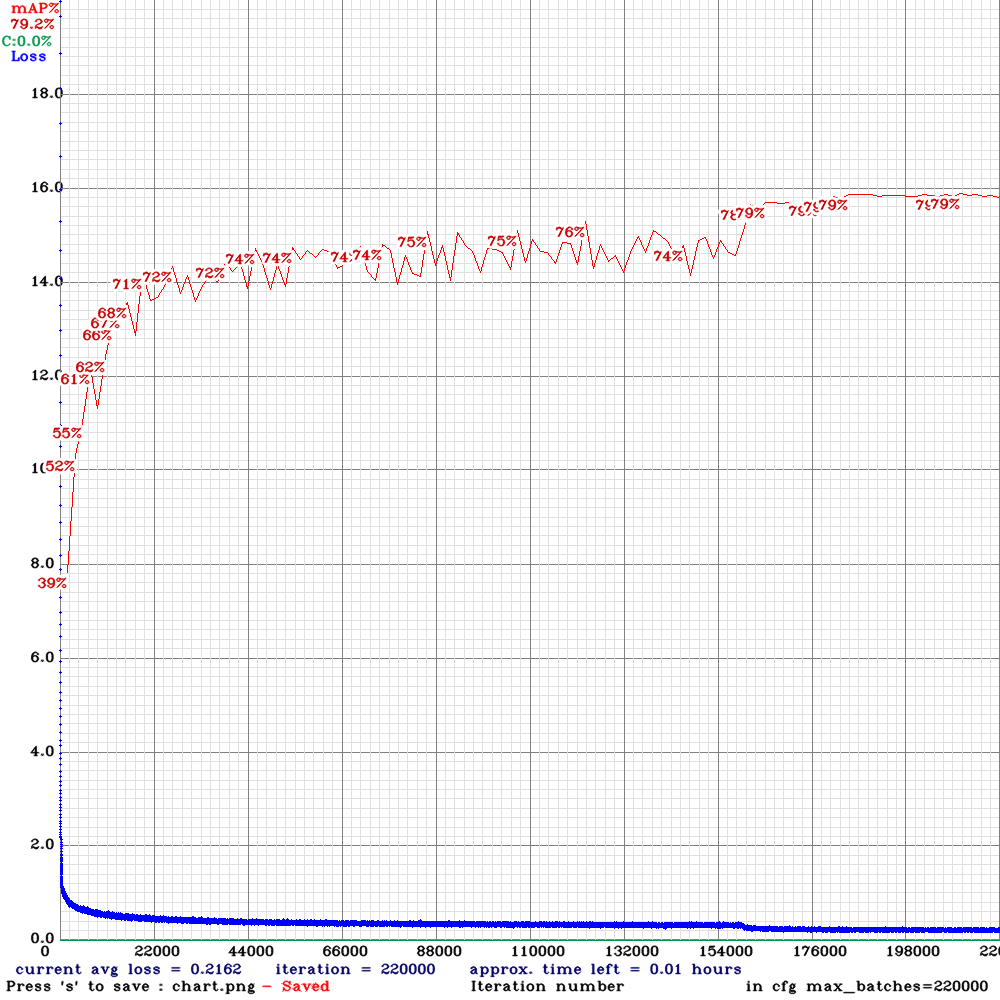 mAP%
79.2%
C:0.0%
Loss
18.0
16.0
79% 79%
78% 79% 79% 79% 79%
76%
75% 75%
74% 74% 74% 74% 74%
72% 72%
71%
14.0
68%
67%
66%
62%
12.0
61%
55%
52%
8.0
39%
6.0
4.0
2.0
0.0
0 22000 44000 66000 88000 110000 132000 154000 176000 198000
current avg loss = 0.2162 iteration = 220000 approx. time left = 0.01 hours
Press 's' to save : chart.png - Saved Iteration number in cfg max_batches=220000